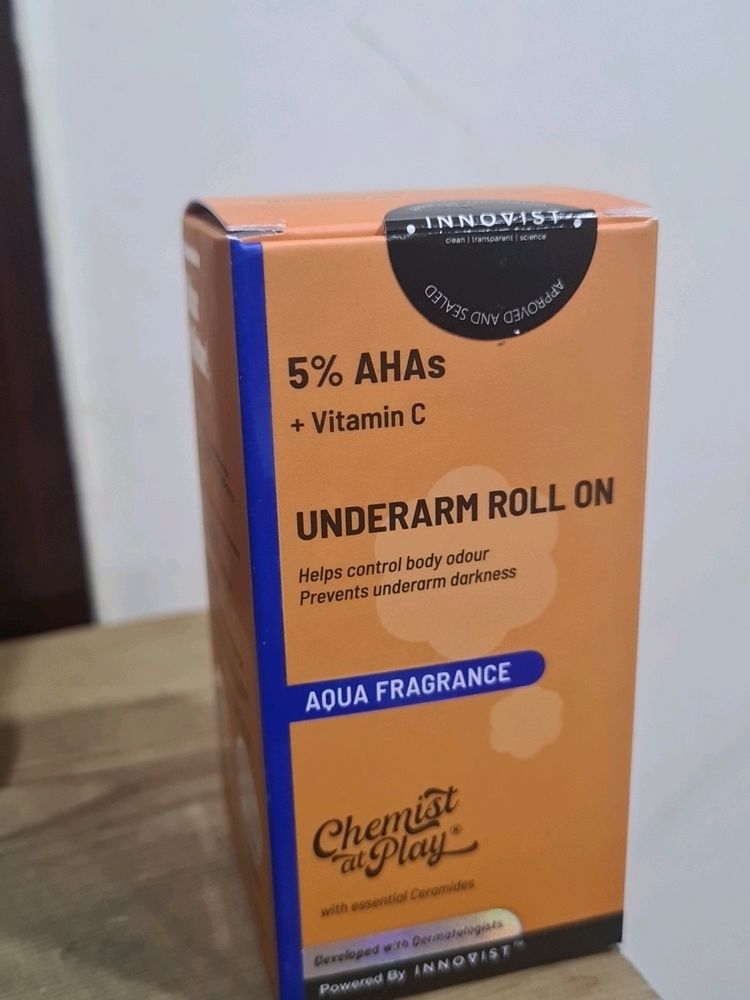 INNOVIST
clean | transparent | science
APPROVED AND SEALED
5% AHAs
+ Vitamin C
UNDERARM ROLL ON
Helps control body odour
Prevents underarm darkness
AQUA FRAGRANCE
Chemist
at Play®
with essential Ceramides
Developed with Dermatologists
Powered By INNOVIST™